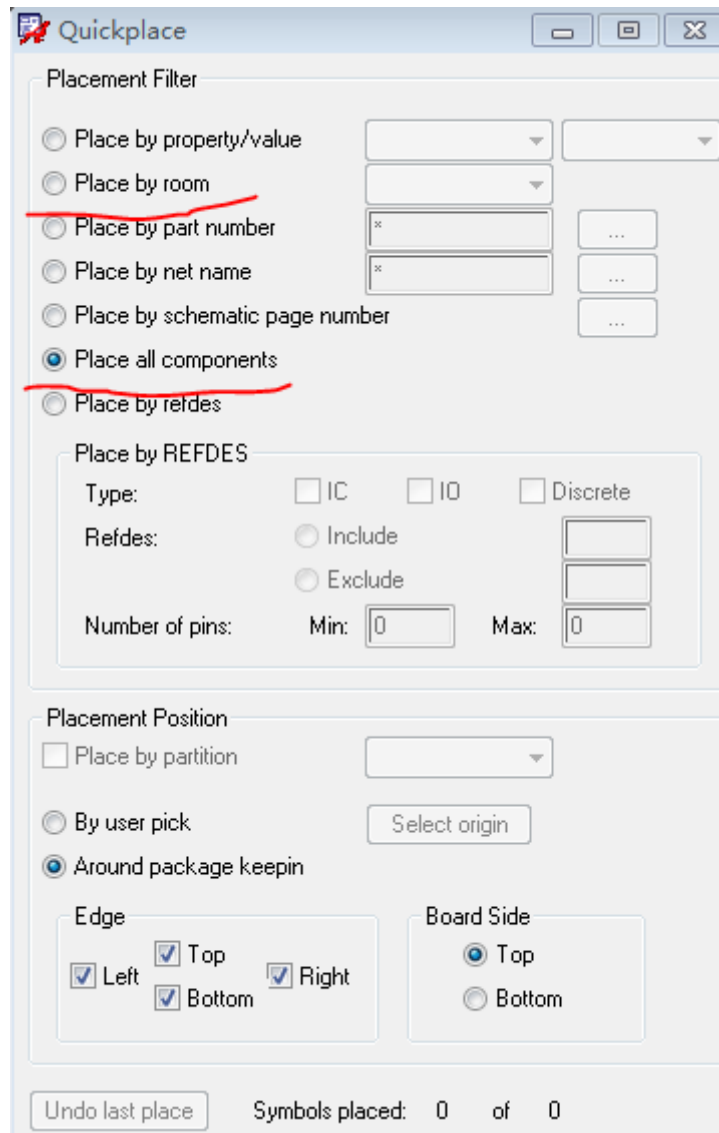 Quickplace
Placement Filter
Place by property/value
Place by room
Place by part number * ...
Place by net name * ...
Place by schematic page number ...
Place all components
Place by refdes
Place by REFDES
Type: IC IO Discrete
Refdes: Include
Exclude
Number of pins: Min: 0 Max: 0
Placement Position
Place by partition
By user pick Select origin
Around package keepin
Edge Board Side
Left Top Right Top
Bottom Bottom
Undo last place Symbols placed: 0 of 0